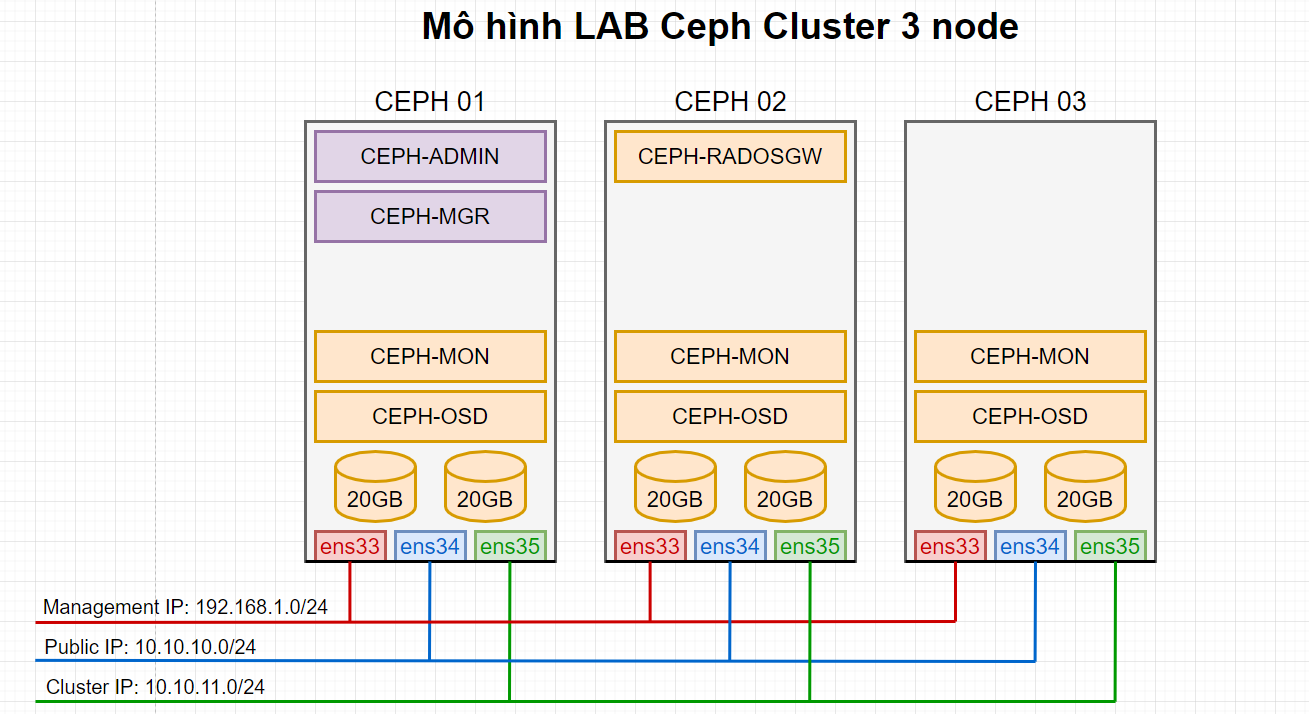 Mô hình LAB Ceph Cluster 3 node
CEPH 01
CEPH 02
CEPH 03
CEPH-ADMIN
CEPH-RADOSGW
CEPH-MGR
CEPH-MON
CEPH-MON
CEPH-MON
CEPH-OSD
CEPH-OSD
CEPH-OSD
20GB
20GB
20GB
20GB
20GB
20GB
ens33
ens34
ens35
ens33
ens34
ens35
ens33
ens34
ens35
Management IP: 192.168.1.0/24
Public IP: 10.10.10.0/24
Cluster IP: 10.10.11.0/24